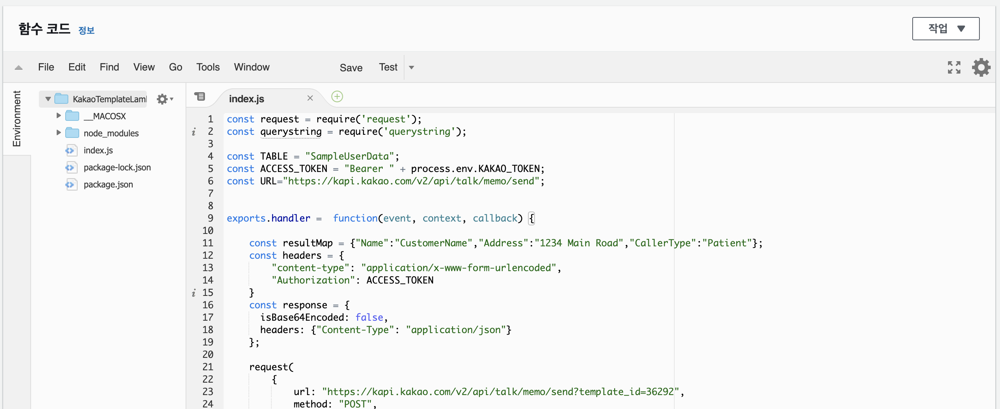 함수 코드 정보
작업
File Edit Find View Go Tools Window Save Test
Environment
KakaoTemplateLam
__MACOSX
node_modules
index.js
package-lock.json
package.json
index.js
1 const request = require('request');
i 2 const querystring = require('querystring');
3
4 const TABLE = "SampleUserData";
5 const ACCESS_TOKEN = "Bearer " + process.env.KAKAO_TOKEN;
6 const URL="https://kapi.kakao.com/v2/api/talk/memo/send";
7
8
9 exports.handler =  function(event, context, callback) {
10
11     const resultMap = {"Name":"CustomerName","Address":"1234 Main Road","CallerType":"Patient"};
12     const headers = {
13         "content-type": "application/x-www-form-urlencoded",
14         "Authorization": ACCESS_TOKEN
i 15     }
16     const response = {
17       isBase64Encoded: false,
18       headers: {"Content-Type": "application/json"}
19     };
20
21     request(
22         {
23             url: "https://kapi.kakao.com/v2/api/talk/memo/send?template_id=36292",
24             method: "POST",